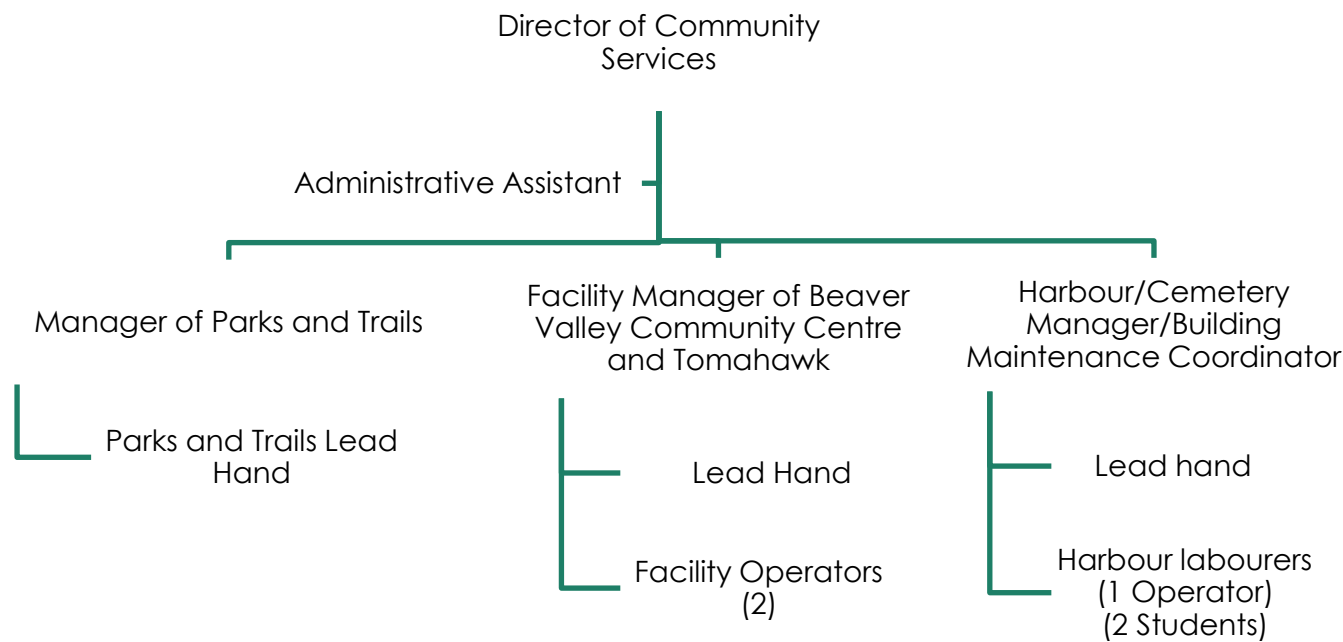 Director of Community
Services
Administrative Assistant
Manager of Parks and Trails
Facility Manager of Beaver
Valley Community Centre
and Tomahawk
Harbour/Cemetery
Manager/Building
Maintenance Coordinator
Parks and Trails Lead
Hand
Lead Hand
Facility Operators
(2)
Lead hand
Harbour labourers
(1 Operator)
(2 Students)